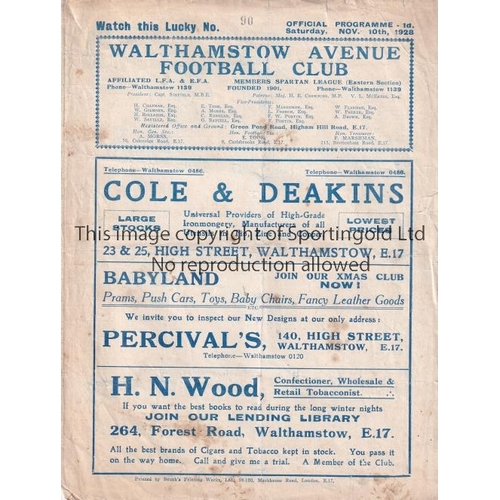 Watch this Lucky No. 90 OFFICIAL PROGRAMME -1d.
Saturday, NOV. 10th, 1928
WALTHAMSTOW AVENUE
FOOTBALL CLUB
AFFILIATED L.F.A. & E.F.A. MEMBERS SPARTAN LEAGUE (Eastern Section)
Phone—Walthamstow 1139 FOUNDED 1901. Phone—Walthamstow 1139
Vice-Presidents:
Registered Office and Ground: Green Pond Road, Higham Hill Road, E.17.
Telephone—Walthamstow 0486. Telephone—Walthamstow 0486.
COLE & DEAKINS
LARGE STOCKS Universal Providers of High-Grade Ironmongery, Manufacturers of all LOWEST PRICES
23 & 25, HIGH STREET, WALTHAMSTOW, E.17
This image copyright of Sportingold Ltd
No reproduction allowed
BABYLAND JOIN OUR XMAS CLUB
NOW!
Prams, Push Cars, Toys, Baby Chairs, Fancy Leather Goods
ETC.
We invite you to inspect our New Designs at our only address:
PERCIVAL'S, 140, HIGH STREET,
WALTHAMSTOW, E.17
Telephone—Walthamstow 0120
H. N. Wood, Confectioner, Wholesale &
Retail Tobacconist.
If you want the best books to read during the long winter nights
JOIN OUR LENDING LIBRARY
264, Forest Road, Walthamstow, E.17.
All the best brands of Cigars and Tobacco kept in stock. You pass it
on the way home. Call and give me a trial. A Member of the Club.